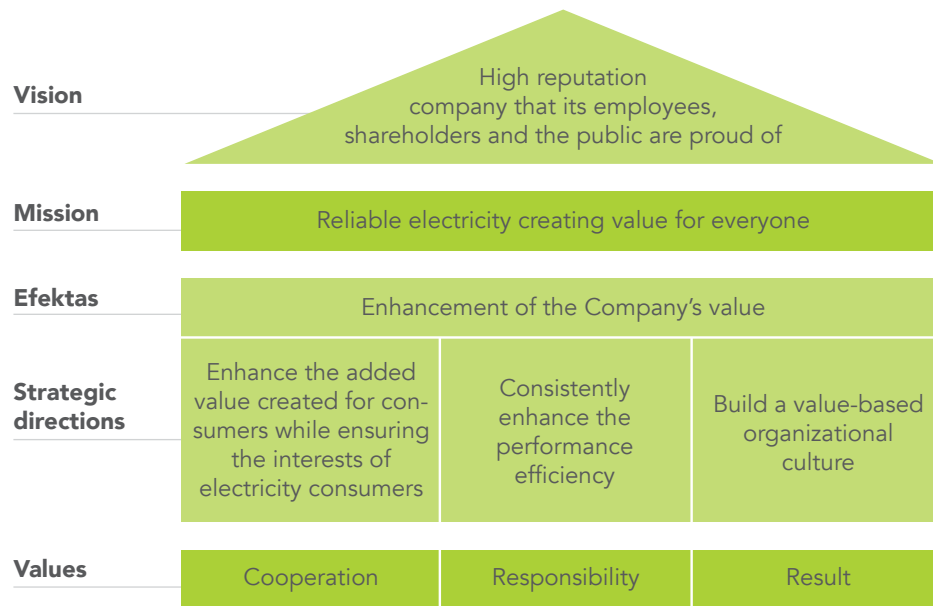 Vision
High reputation
company that its employees,
shareholders and the public are proud of
Mission
Reliable electricity creating value for everyone
Efektas
Enhancement of the Company’s value
Strategic
directions
Enhance the added
value created for con-
sumers while ensuring
the interests of
electricity consumers
Consistently
enhance the
performance
efficiency
Build a value-based
organizational
culture
Values
Cooperation
Responsibility
Result